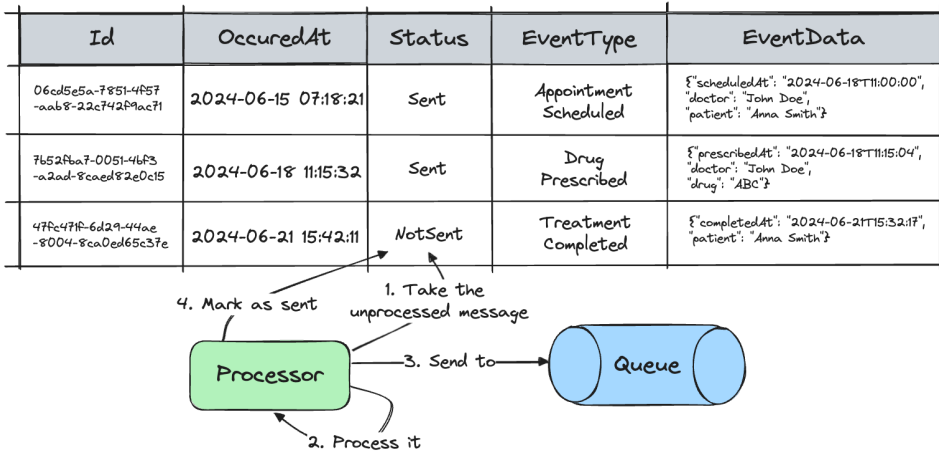 Id OccuredAt Status EventType EventData
06cd5e5a-7851-4f57
-aab8-22c742f9ac71
2024-06-15 07:18:21
Sent
Appointment
Scheduled
{"scheduledAt": "2024-06-18T11:00:00",
"doctor": "John Doe",
"patient": "Anna Smith"}
7b52fba7-0051-4bf3
-a2ad-8caed82e0c15
2024-06-18 11:15:32
Sent
Drug
Prescribed
{"prescribedAt": "2024-06-18T11:15:04",
"doctor": "John Doe",
"drug": "ABC"}
47fc471f-6d29-44ae
-8004-8ca0ed65c37e
2024-06-21 15:42:11
NotSent
Treatment
Completed
{"completedAt": "2024-06-21T15:32:17",
"patient": "Anna Smith"}
4. Mark as sent
1. Take the
unprocessed message
Processor
3. Send to
Queue
2. Process it